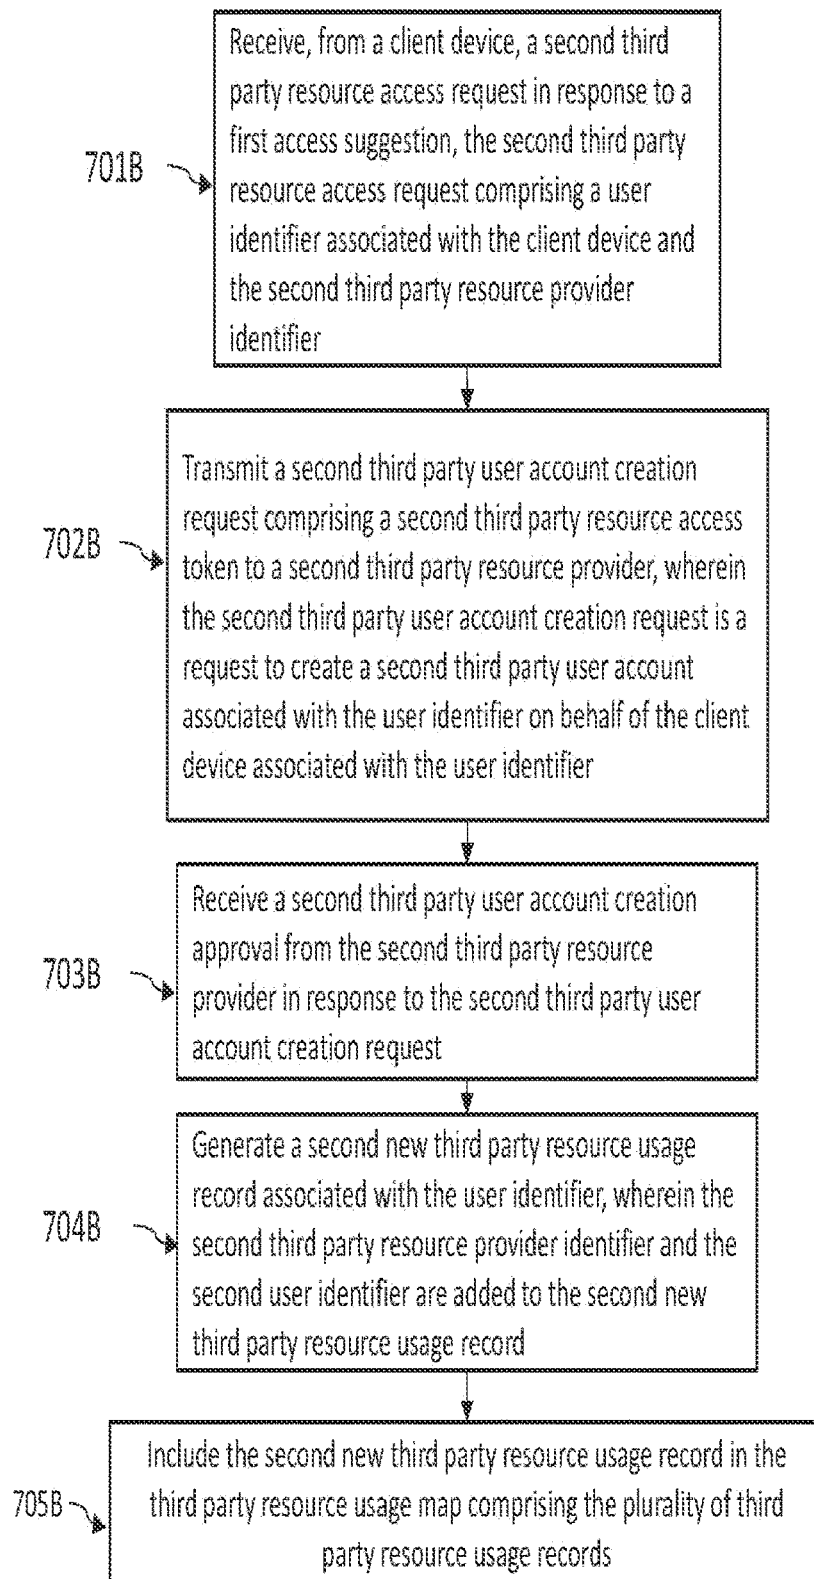 Receive, from a client device, a second third
party resource access request in response to a
first access suggestion, the second third party
701B
resource access request comprising a user
identifier associated with the client device and
the second third party resource provider
identifier
Transmit a second third party user account creation
request comprising a second third party resource access
702B
token to a second third party resource provider, wherein
the second third party user account creation request is a
request to create a second third party user account
associated with the user identifier on behalf of the client
device associated with the user identifier
Receive a second third party user account creation
approval from the second third party resource
703B
provider in response to the second third party user
account creation request
Generate a second new third party resource usage
record associated with the user identifier, wherein the
704B
second third party resource provider identifier and the
second user identifier are added to the second new
third party resource usage record
Include the second new third party resource usage record in the
705B
third party resource usage map comprising the plurality of third
party resource usage records